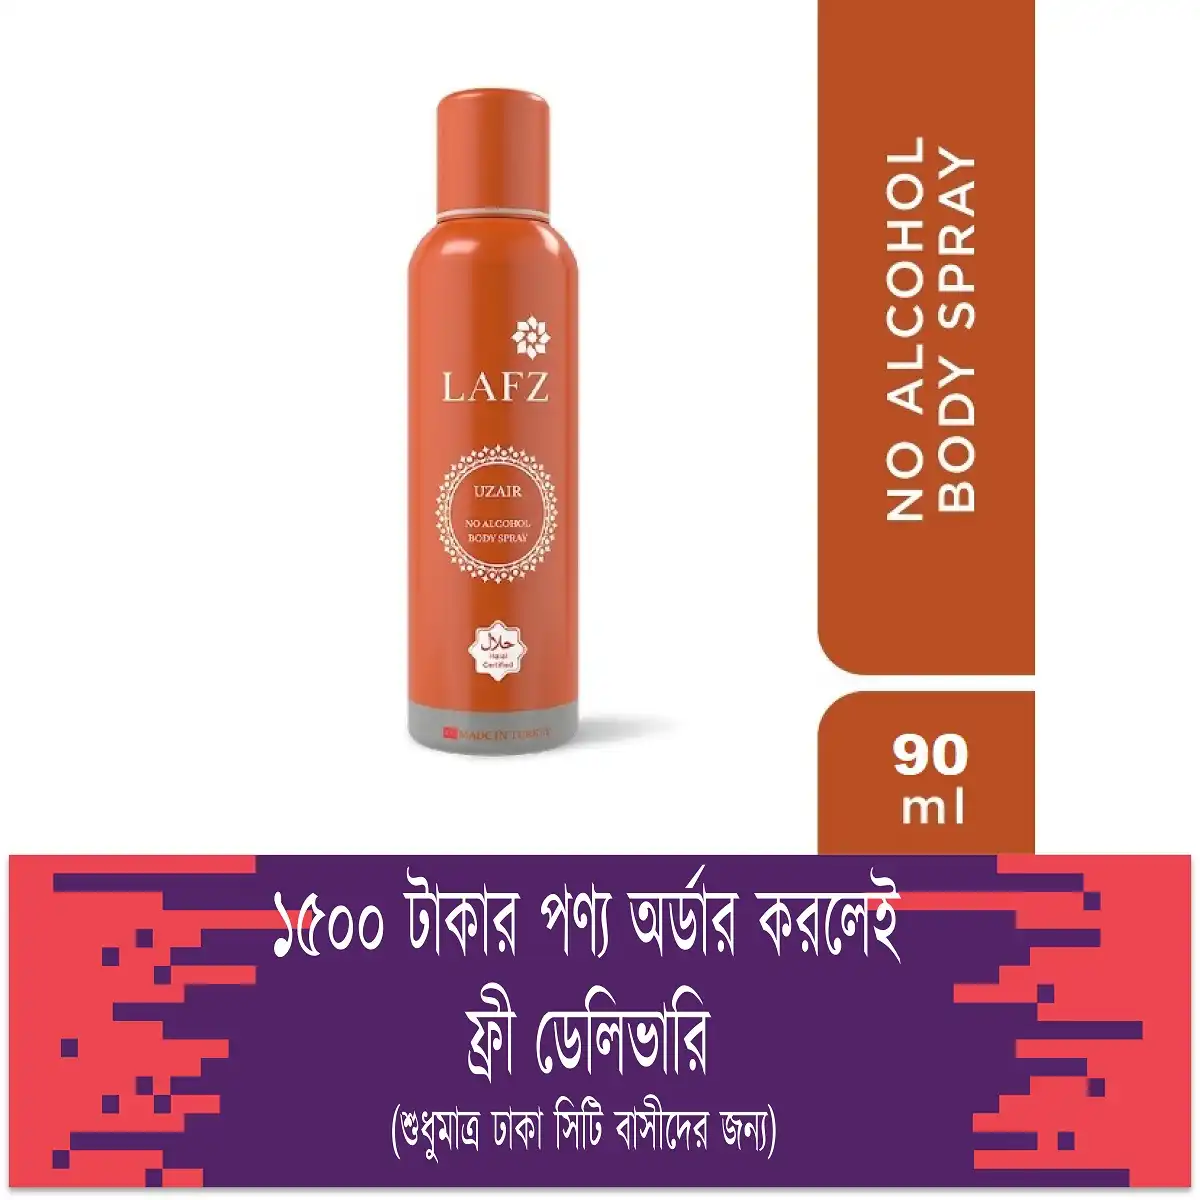 LAFZ
UZAIR
NO ALCOHOL
BODY SPRAY
حلال
Halal
Certified
MADE IN TURKEY
NO ALCOHOL
BODY SPRAY
90
ml
১৫০০ টাকার পণ্য অর্ডার করলেই
ফ্রী ডেলিভারি
(শুধুমাত্র ঢাকা সিটি বাসীদের জন্য)